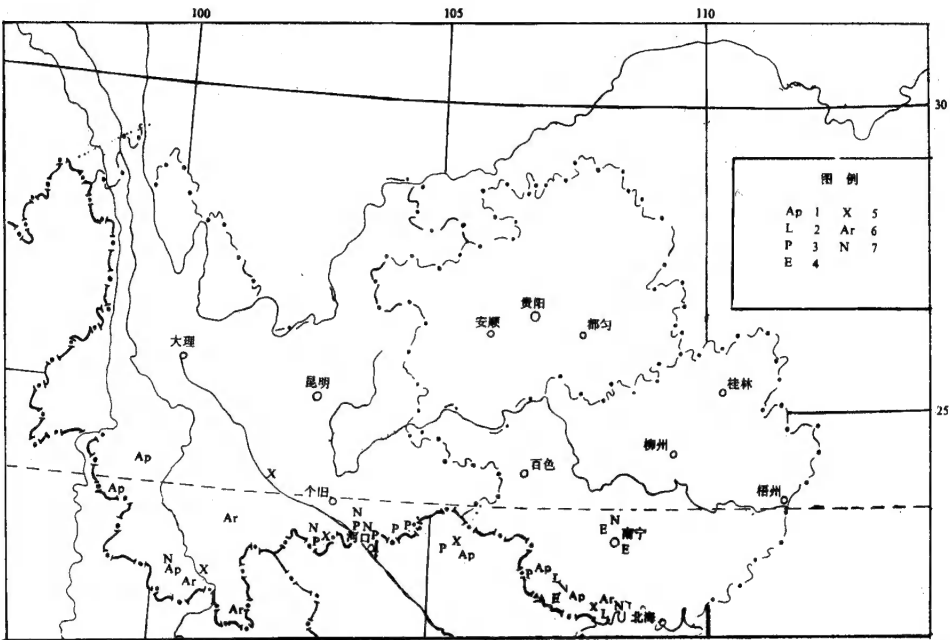 100 105 110
30
图 例
Ap 1 X 5
L 2 Ar 6
P 3 N 7
E 4
贵阳
安顺 都匀
大理
昆明 桂林
25
柳州
百色
Ap
X
个旧 梧州
Ap
Ar N
N P X P N P P X
河口
E N 南宁
E
P X Ap
N Ap X
Ar
P Ap L
Ap
E
Ar
X Ar N
L 北海